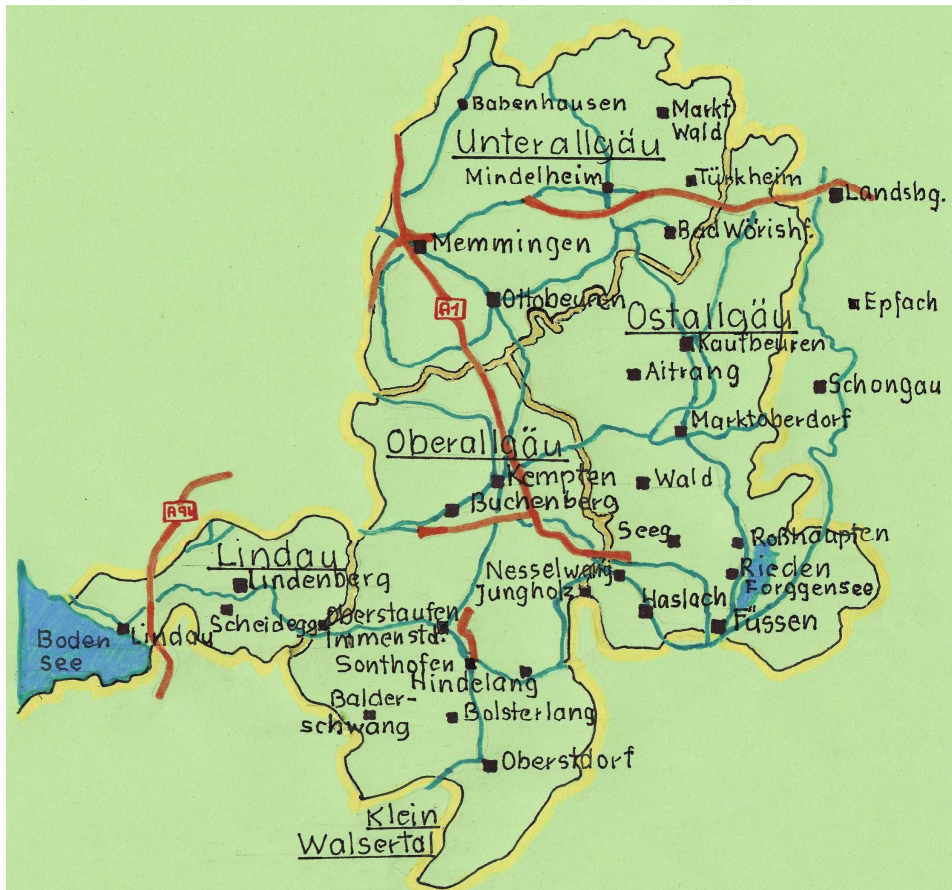 Babenhausen
Markt
Wald
Unterallgäu
Mindelheim
Türkheim
Landsbg.
Bad Wörishf.
Memmingen
Ottobeuren
A7
Epfach
Ostallgäu
Kaufbeuren
Aitrang
Schongau
Marktoberdorf
Oberallgäu
Kempten
Wald
Buchenberg
A96
Seeg
Roßhaupten
Lindau
Lindenberg
Nesselwang
Rieden
Jungholz
Forggensee
Scheidegg
Haslach
Oberstaufen
Füssen
Boden
See
Lindau
Immenstd.
Sonthofen
Hindelang
Balder-
schwang
Bolsterlang
Oberstdorf
Klein
Walsertal